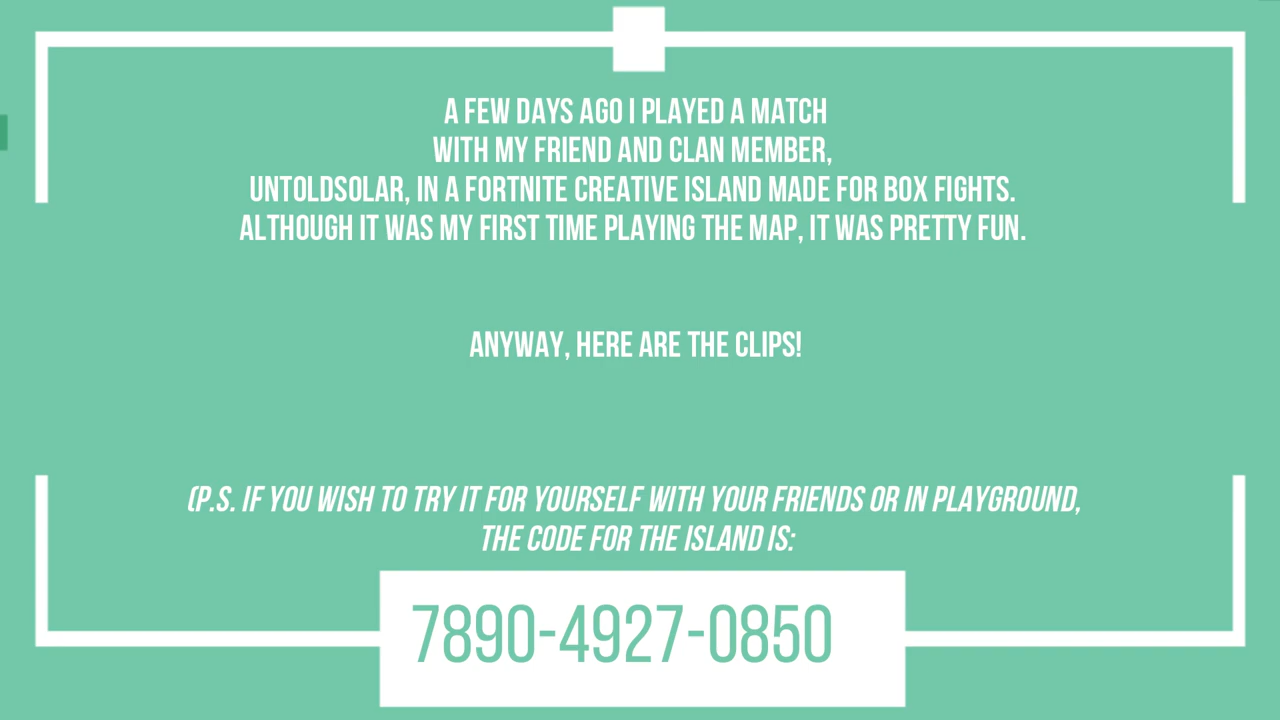 A FEW DAYS AGO I PLAYED A MATCH
WITH MY FRIEND AND CLAN MEMBER,
UNTOLDSOLAR, IN A FORTNITE CREATIVE ISLAND MADE FOR BOX FIGHTS.
ALTHOUGH IT WAS MY FIRST TIME PLAYING THE MAP, IT WAS PRETTY FUN.
ANYWAY, HERE ARE THE CLIPS!
(P.S. IF YOU WISH TO TRY IT FOR YOURSELF WITH YOUR FRIENDS OR IN PLAYGROUND,
THE CODE FOR THE ISLAND IS:
7890-4927-0850